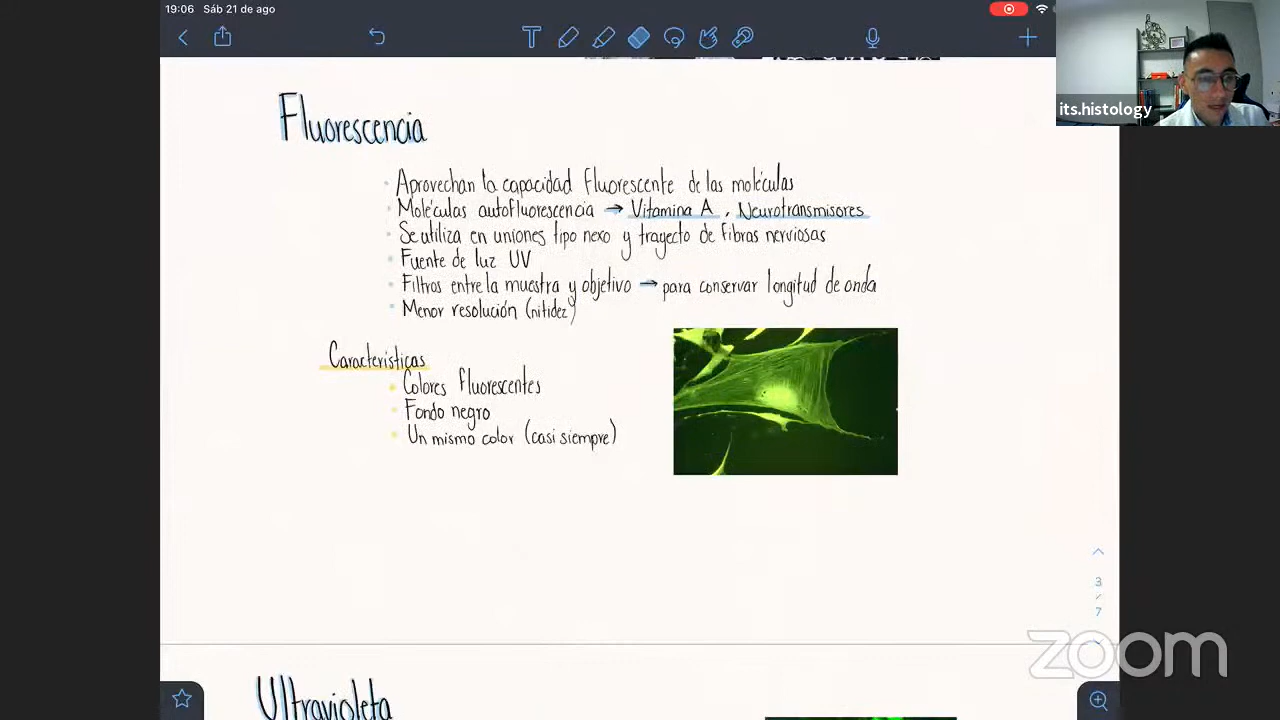 19:06 Sáb 21 de ago
its.histology
Fluorescencia
• Aprovechan la capacidad fluorescente de las moléculas
• Moléculas autofluorescencia → Vitamina A, Neurotransmisores
• Se utiliza en uniones tipo nexo y trayecto de fibras nerviosas
• Fuente de luz UV
• Filtros entre la muestra y objetivo → para conservar longitud de onda
• Menor resolución (nitidez)
Características
• Colores fluorescentes
• Fondo negro
• Un mismo color (casi siempre)
3
/
7
zoom
Ultravioleta